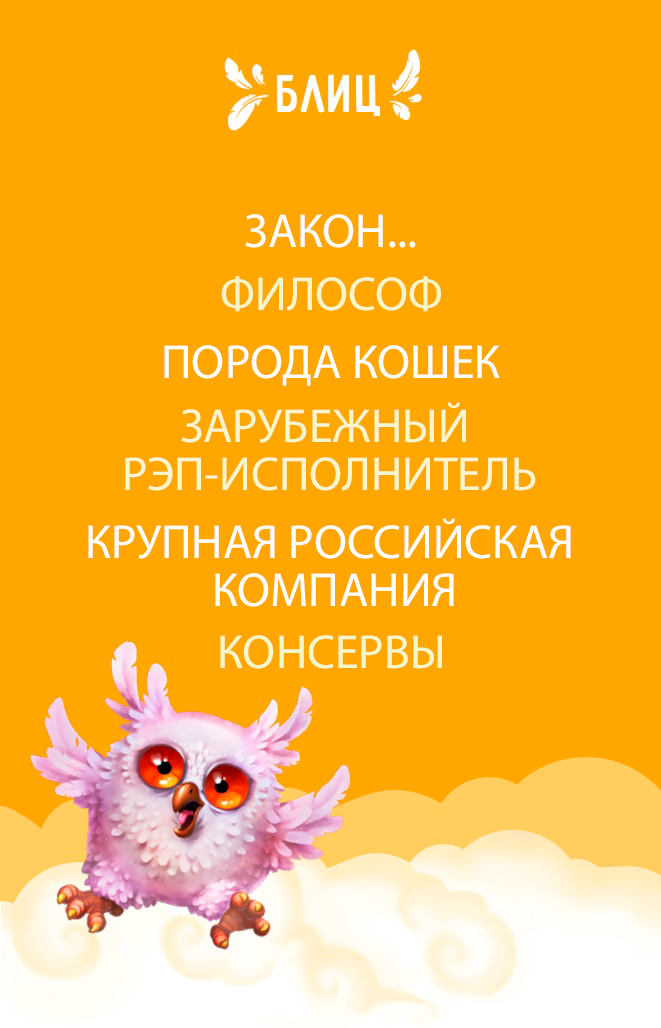 БЛИЦ
ЗАКОН...
ФИЛОСОФ
ПОРОДА КОШЕК
ЗАРУБЕЖНЫЙ
РЭП-ИСПОЛНИТЕЛЬ
КРУПНАЯ РОССИЙСКАЯ
КОМПАНИЯ
КОНСЕРВЫ